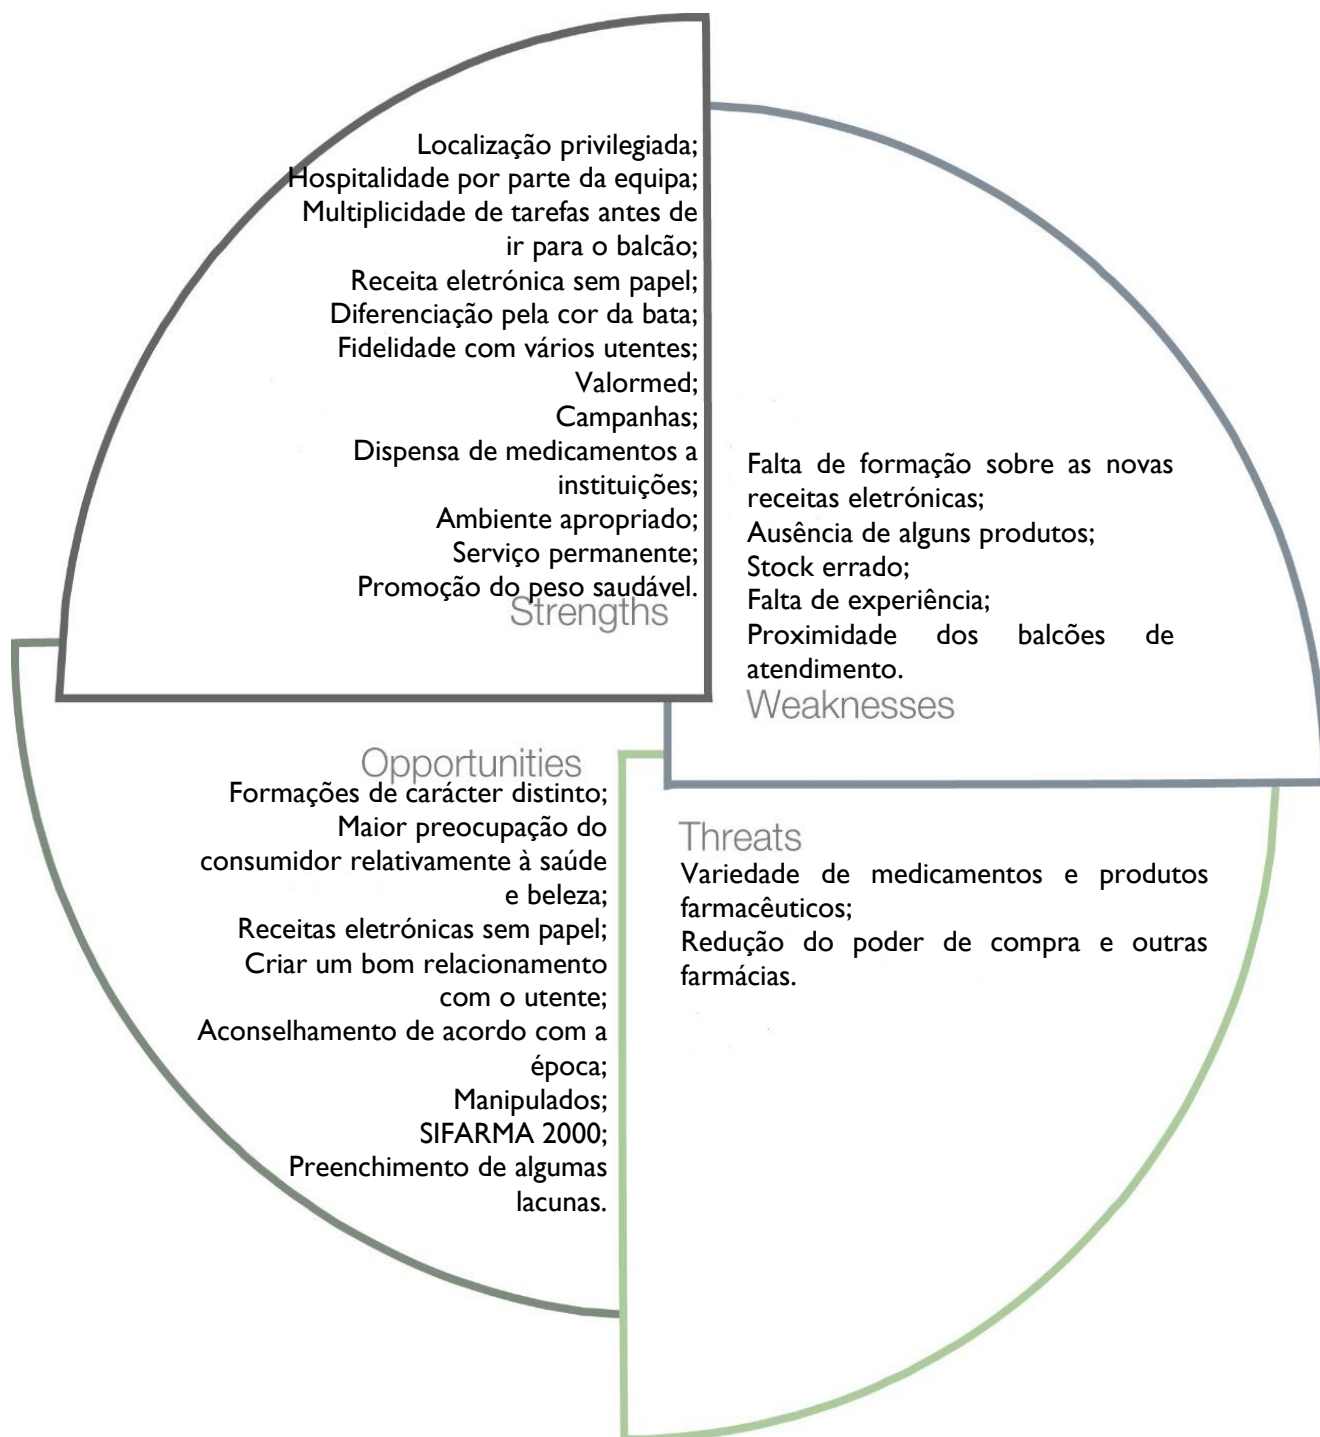 Localização privilegiada;
Hospitalidade por parte da equipa;
Multiplicidade de tarefas antes de
ir para o balcão;
Receita eletrónica sem papel;
Diferenciação pela cor da bata;
Fidelidade com vários utentes;
Valormed;
Campanhas;
Dispensa de medicamentos a
instituições;
Ambiente apropriado;
Serviço permanente;
Promoção do peso saudável.
Strengths
Falta de formação sobre as novas
receitas eletrónicas;
Ausência de alguns produtos;
Stock errado;
Falta de experiência;
Proximidade dos balcões de
atendimento.
Weaknesses
Opportunities
Formações de carácter distinto;
Maior preocupação do
consumidor relativamente à saúde
e beleza;
Receitas eletrónicas sem papel;
Criar um bom relacionamento
com o utente;
Aconselhamento de acordo com a
época;
Manipulados;
SIFARMA 2000;
Preenchimento de algumas
lacunas.
Threats
Variedade de medicamentos e produtos
farmacêuticos;
Redução do poder de compra e outras
farmácias.